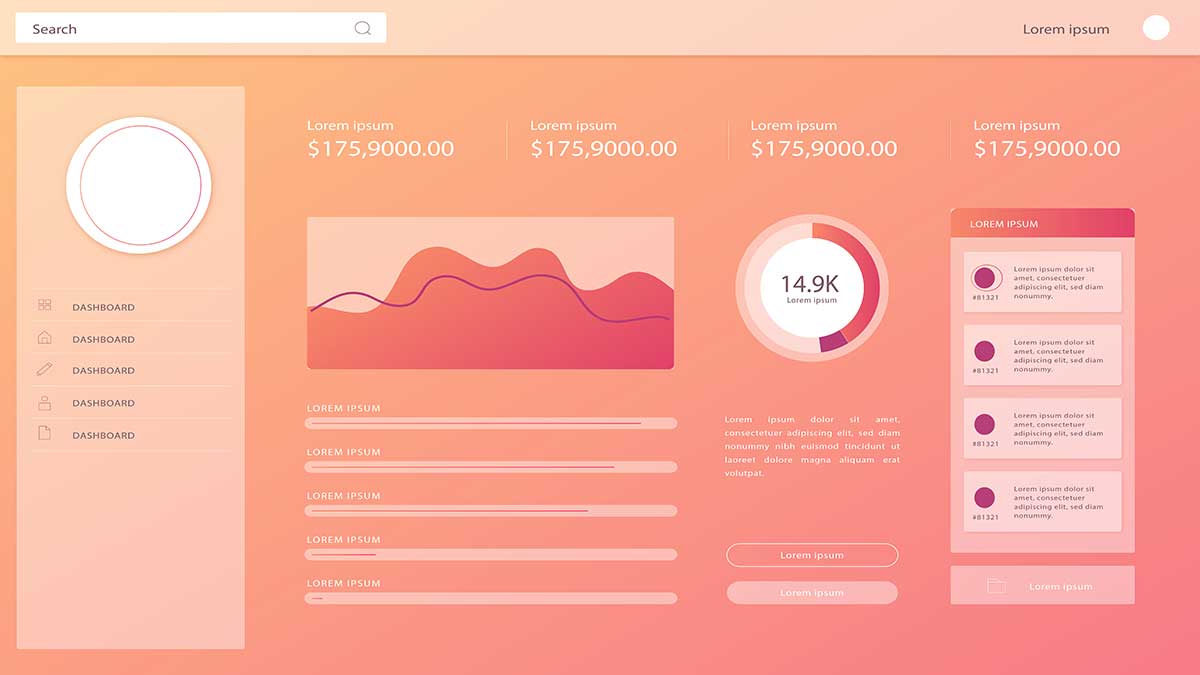 Search
Lorem ipsum
DASHBOARD
DASHBOARD
DASHBOARD
DASHBOARD
DASHBOARD
Lorem ipsum
$175,9000.00
Lorem ipsum
$175,9000.00
Lorem ipsum
$175,9000.00
Lorem ipsum
$175,9000.00
LOREM IPSUM
LOREM IPSUM
LOREM IPSUM
LOREM IPSUM
LOREM IPSUM
14.9K
Lorem ipsum
Lorem ipsum dolor sit amet,
consectetuer adipiscing elit, sed diam
nonummy nibh euismod tincidunt ut
laoreet dolore magna aliquam erat
volutpat.
Lorem ipsum
Lorem ipsum
LOREM IPSUM
#81321
Lorem ipsum dolor sit
amet, consectetuer
adipiscing elit, sed diam
nonummy.
#81321
Lorem ipsum dolor sit
amet, consectetuer
adipiscing elit, sed diam
nonummy.
#81321
Lorem ipsum dolor sit
amet, consectetuer
adipiscing elit, sed diam
nonummy.
#81321
Lorem ipsum dolor sit
amet, consectetuer
adipiscing elit, sed diam
nonummy.
Lorem ipsum